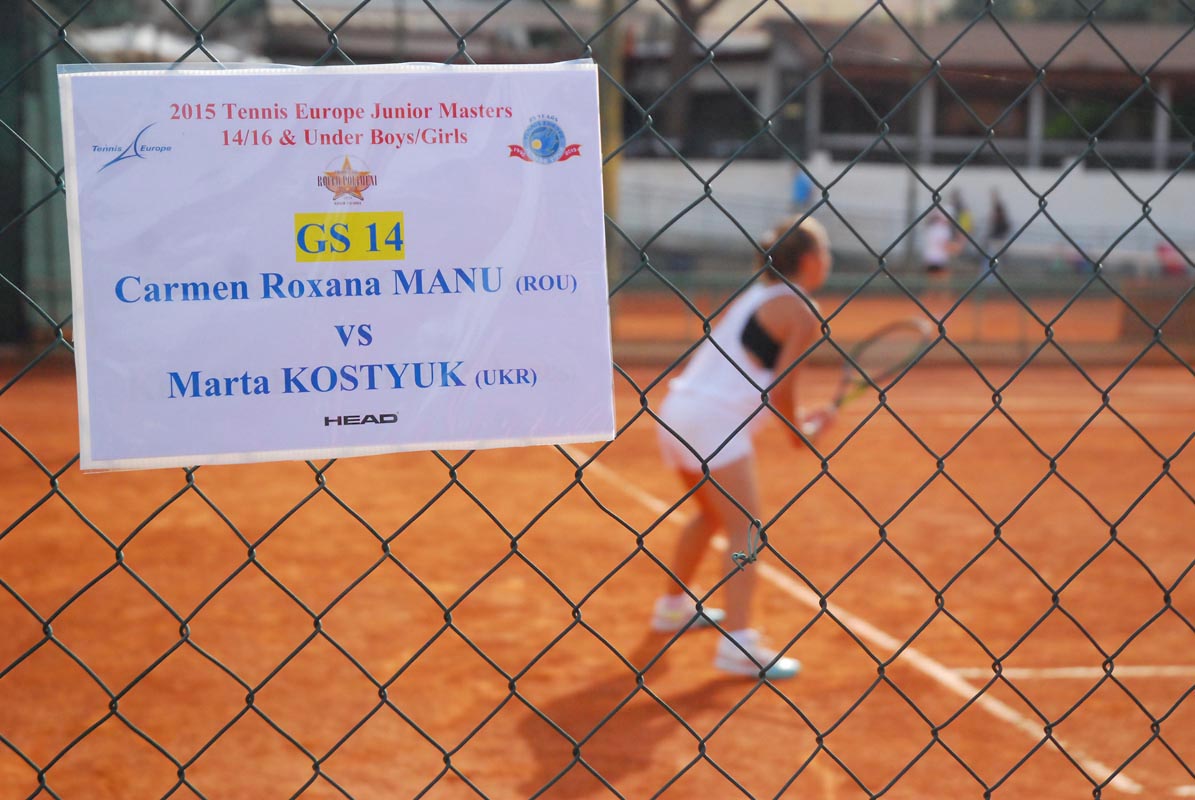 2015 Tennis Europe Junior Masters
14/16 & Under Boys/Girls
Tennis Europe
GS 14
Carmen Roxana MANU (ROU)
vs
Marta KOSTYUK (UKR)
HEAD